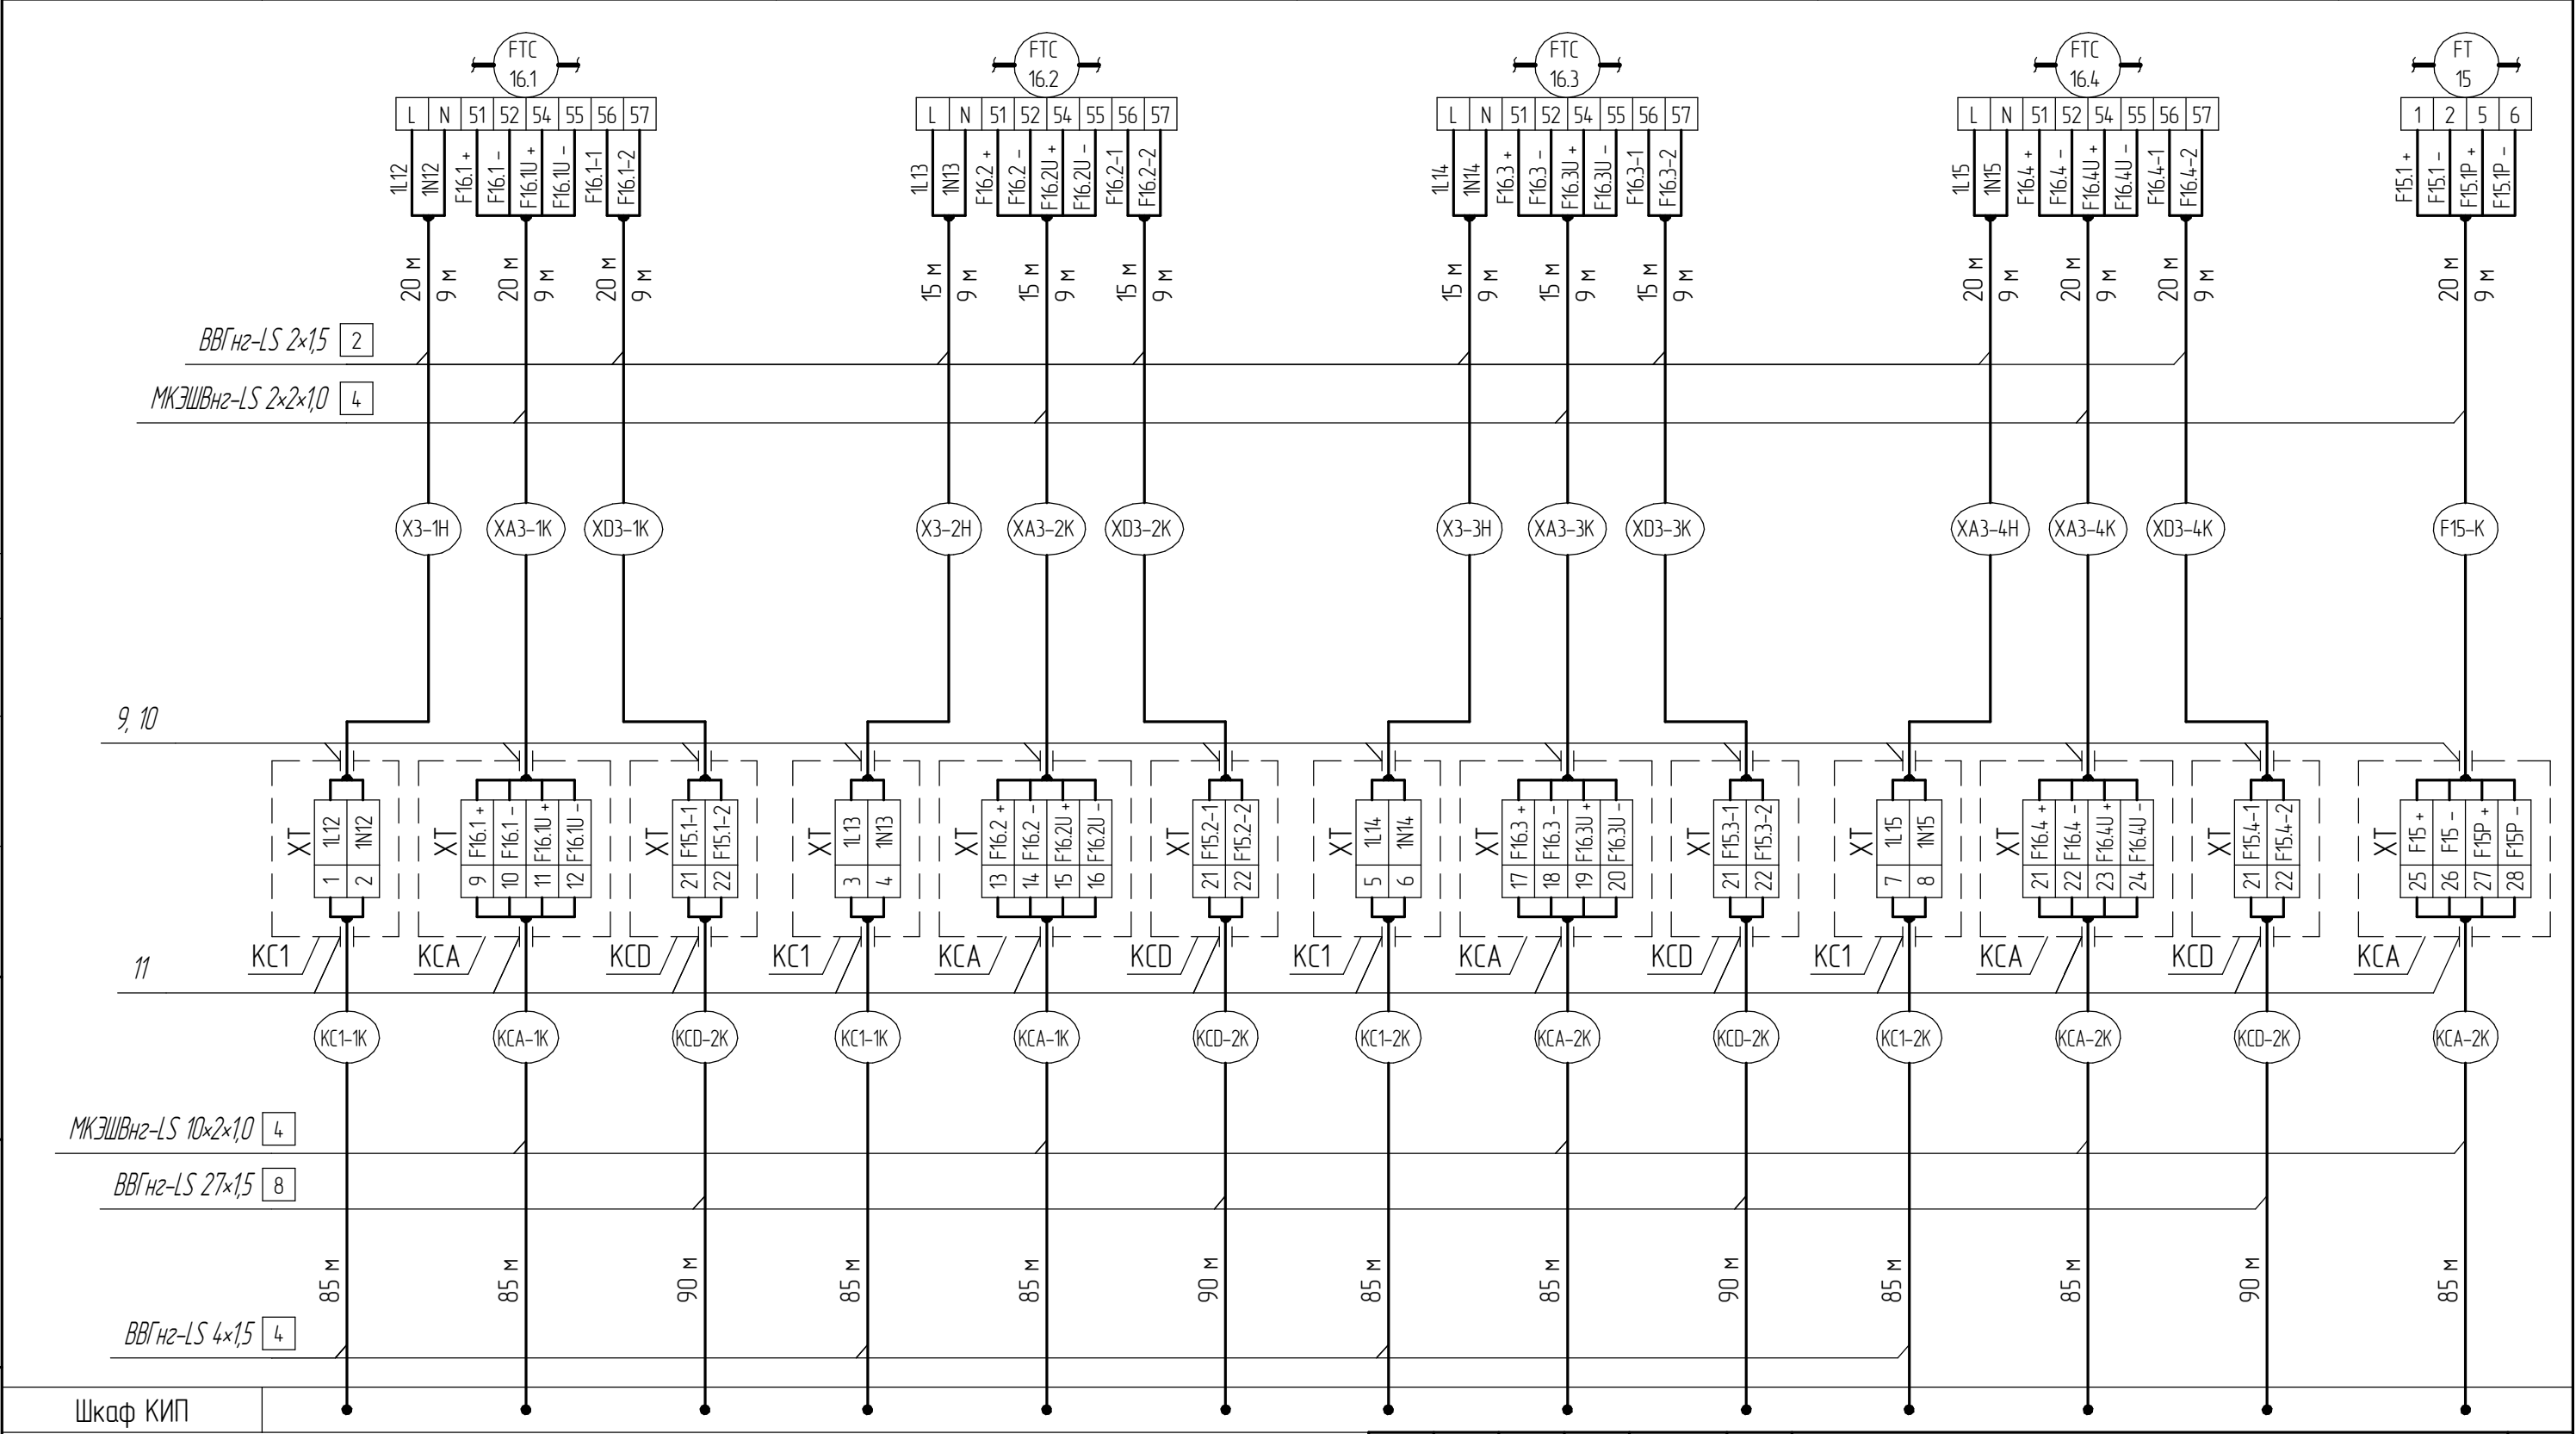 FTC FTC FTC FTC FT
16.1 16.2 16.3 16.4 15
L N 51 52 54 55 56 57 L N 51 52 54 55 56 57 L N 51 52 54 55 56 57 L N 51 52 54 55 56 57 1 2 5 6
1L12 1N12 F16.1 + F16.1 - F16.1U + F16.1U - F16.1-1 F16.1-2 1L13 1N13 F16.2 + F16.2 - F16.2U + F16.2U - F16.2-1 F16.2-2 1L14 1N14 F16.3 + F16.3 - F16.3U + F16.3U - F16.3-1 F16.3-2 1L15 1N15 F16.4 + F16.4 - F16.4U + F16.4U - F16.4-1 F16.4-2 F15.1 + F15.1 - F15.1P + F15.1P -
20 м 9 м 20 м 9 м 20 м 9 м 15 м 9 м 15 м 9 м 15 м 9 м 15 м 9 м 15 м 9 м 15 м 9 м 20 м 9 м 20 м 9 м 20 м 9 м 20 м 9 м
ВВГнг-LS 2×1,5 2
МКЭШВнг-LS 2×2×1,0 4
X3-1H XA3-1K XD3-1K X3-2H XA3-2K XD3-2K X3-3H XA3-3K XD3-3K XA3-4H XA3-4K XD3-4K F15-K
9, 10
XT 1L12 1N12 XT F16.1 + F16.1 - F16.1U + F16.1U - XT F15.1-1 F15.1-2 XT 1L13 1N13 XT F16.2 + F16.2 - F16.2U + F16.2U - XT F15.2-1 F15.2-2 XT 1L14 1N14 XT F16.3 + F16.3 - F16.3U + F16.3U - XT F15.3-1 F15.3-2 XT 1L15 1N15 XT F16.4 + F16.4 - F16.4U + F16.4U - XT F15.4-1 F15.4-2 XT F15 + F15 - F15P + F15P -
1 2 9 10 11 12 21 22 3 4 13 14 15 16 21 22 5 6 17 18 19 20 21 22 7 8 21 22 23 24 21 22 25 26 27 28
KC1 KCA KCD KC1 KCA KCD KC1 KCA KCD KC1 KCA KCD KCA
11
KC1-1K KCA-1K KCD-2K KC1-1K KCA-1K KCD-2K KC1-2K KCA-2K KCD-2K KC1-2K KCA-2K KCD-2K KCA-2K
МКЭШВнг-LS 10×2×1,0 4
ВВГнг-LS 27×1,5 8
85 м 85 м 90 м 85 м 85 м 90 м 85 м 85 м 90 м 85 м 85 м 90 м 85 м
ВВГнг-LS 4×1,5 4
Шкаф КИП